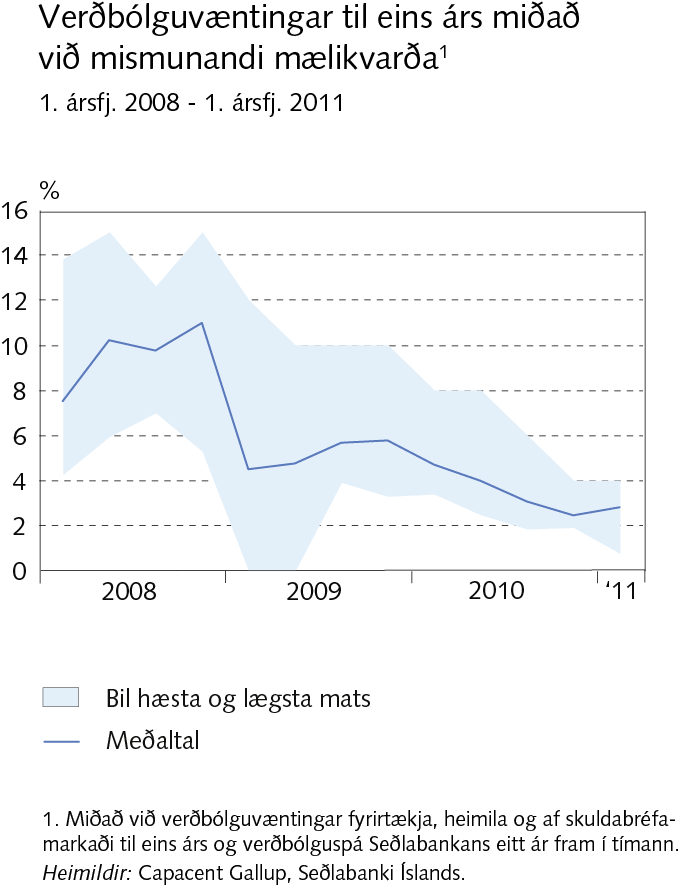 Verðbólguvæntingar til eins árs miðað
við mismunandi mælikvarða¹
1. ársfj. 2008 - 1. ársfj. 2011
%
16
14
12
10
8
6
4
2
0
2008 2009 2010 '11
Bil hæsta og lægsta mats
Meðaltal
1. Miðað við verðbólguvæntingar fyrirtækja, heimila og af skuldabréfa-
markaði til eins árs og verðbólguspá Seðlabankans eitt ár fram í tímann.
Heimildir: Capacent Gallup, Seðlabanki Íslands.